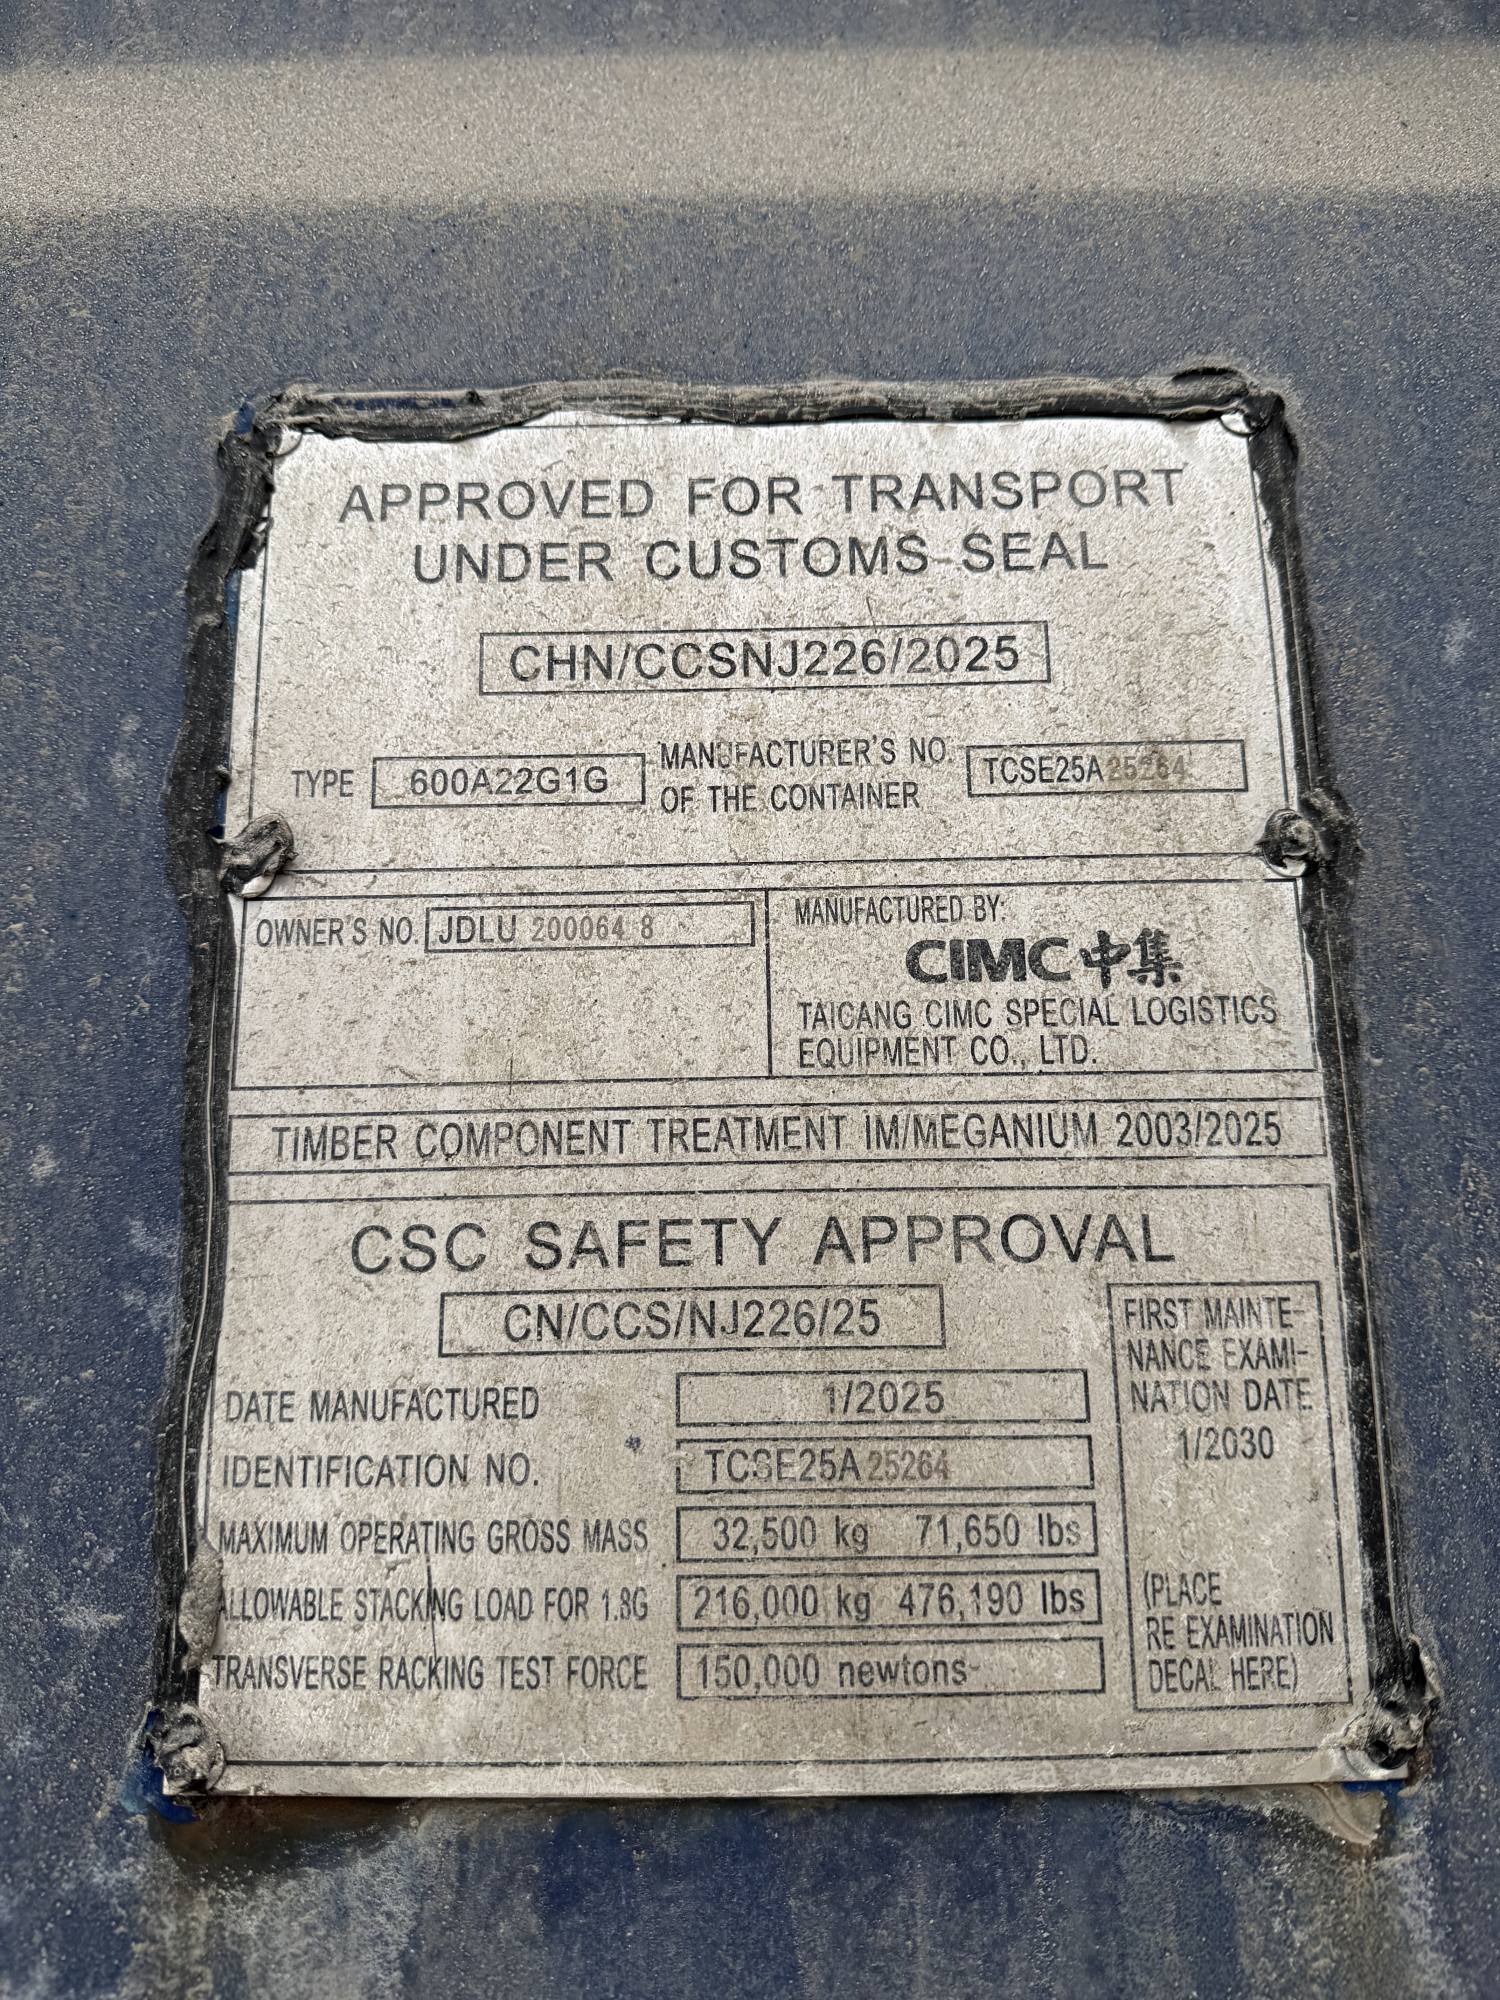 APPROVED FOR TRANSPORT
UNDER CUSTOMS SEAL
CHN/CCSNJ226/2025
TYPE 600A22G1G MANUFACTURER'S NO. OF THE CONTAINER TCSE25A25264
OWNER'S NO. JDLU 200064 8
MANUFACTURED BY:
CIMC 中集
TAICANG CIMC SPECIAL LOGISTICS
EQUIPMENT CO., LTD.
TIMBER COMPONENT TREATMENT IM/MEGANIUM 2003/2025
CSC SAFETY APPROVAL
CN/CCS/NJ226/25
DATE MANUFACTURED 1/2025
IDENTIFICATION NO. TCSE25A25264
MAXIMUM OPERATING GROSS MASS 32,500 kg 71,650 lbs
ALLOWABLE STACKING LOAD FOR 1.8G 216,000 kg 476,190 lbs
TRANSVERSE RACKING TEST FORCE 150,000 newtons
FIRST MAINTE-
NANCE EXAMI-
NATION DATE
1/2030
(PLACE
RE EXAMINATION
DECAL HERE)